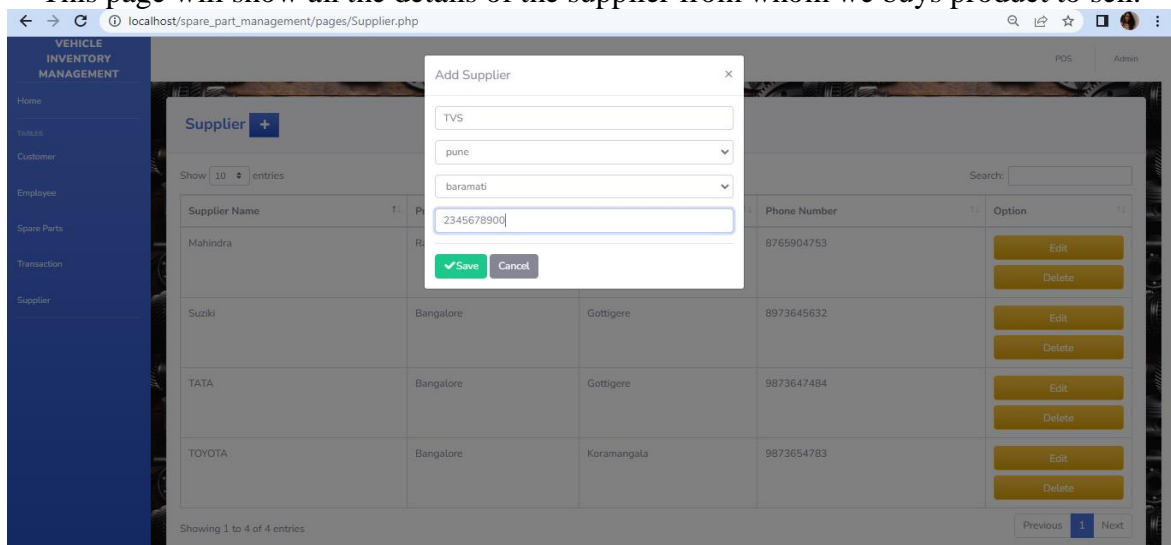 This page will show all the details of the supplier from whom we buys product to sell.
localhost/spare_part_management/pages/Supplier.php
VEHICLE
INVENTORY
MANAGEMENT
POS Admin
Home
TABLES
Customer
Employee
Spare Parts
Transaction
Supplier
Add Supplier ×
TVS
pune
baramati
2345678900
Save Cancel
Supplier +
Show 10 entries Search:
Supplier Name Phone Number Option
Mahindra 8765904753 Edit
Delete
Suziki Bangalore Gottigere 8973645632 Edit
Delete
TATA Bangalore Gottigere 9873647484 Edit
Delete
TOYOTA Bangalore Koramangala 9873654783 Edit
Delete
Showing 1 to 4 of 4 entries Previous 1 Next